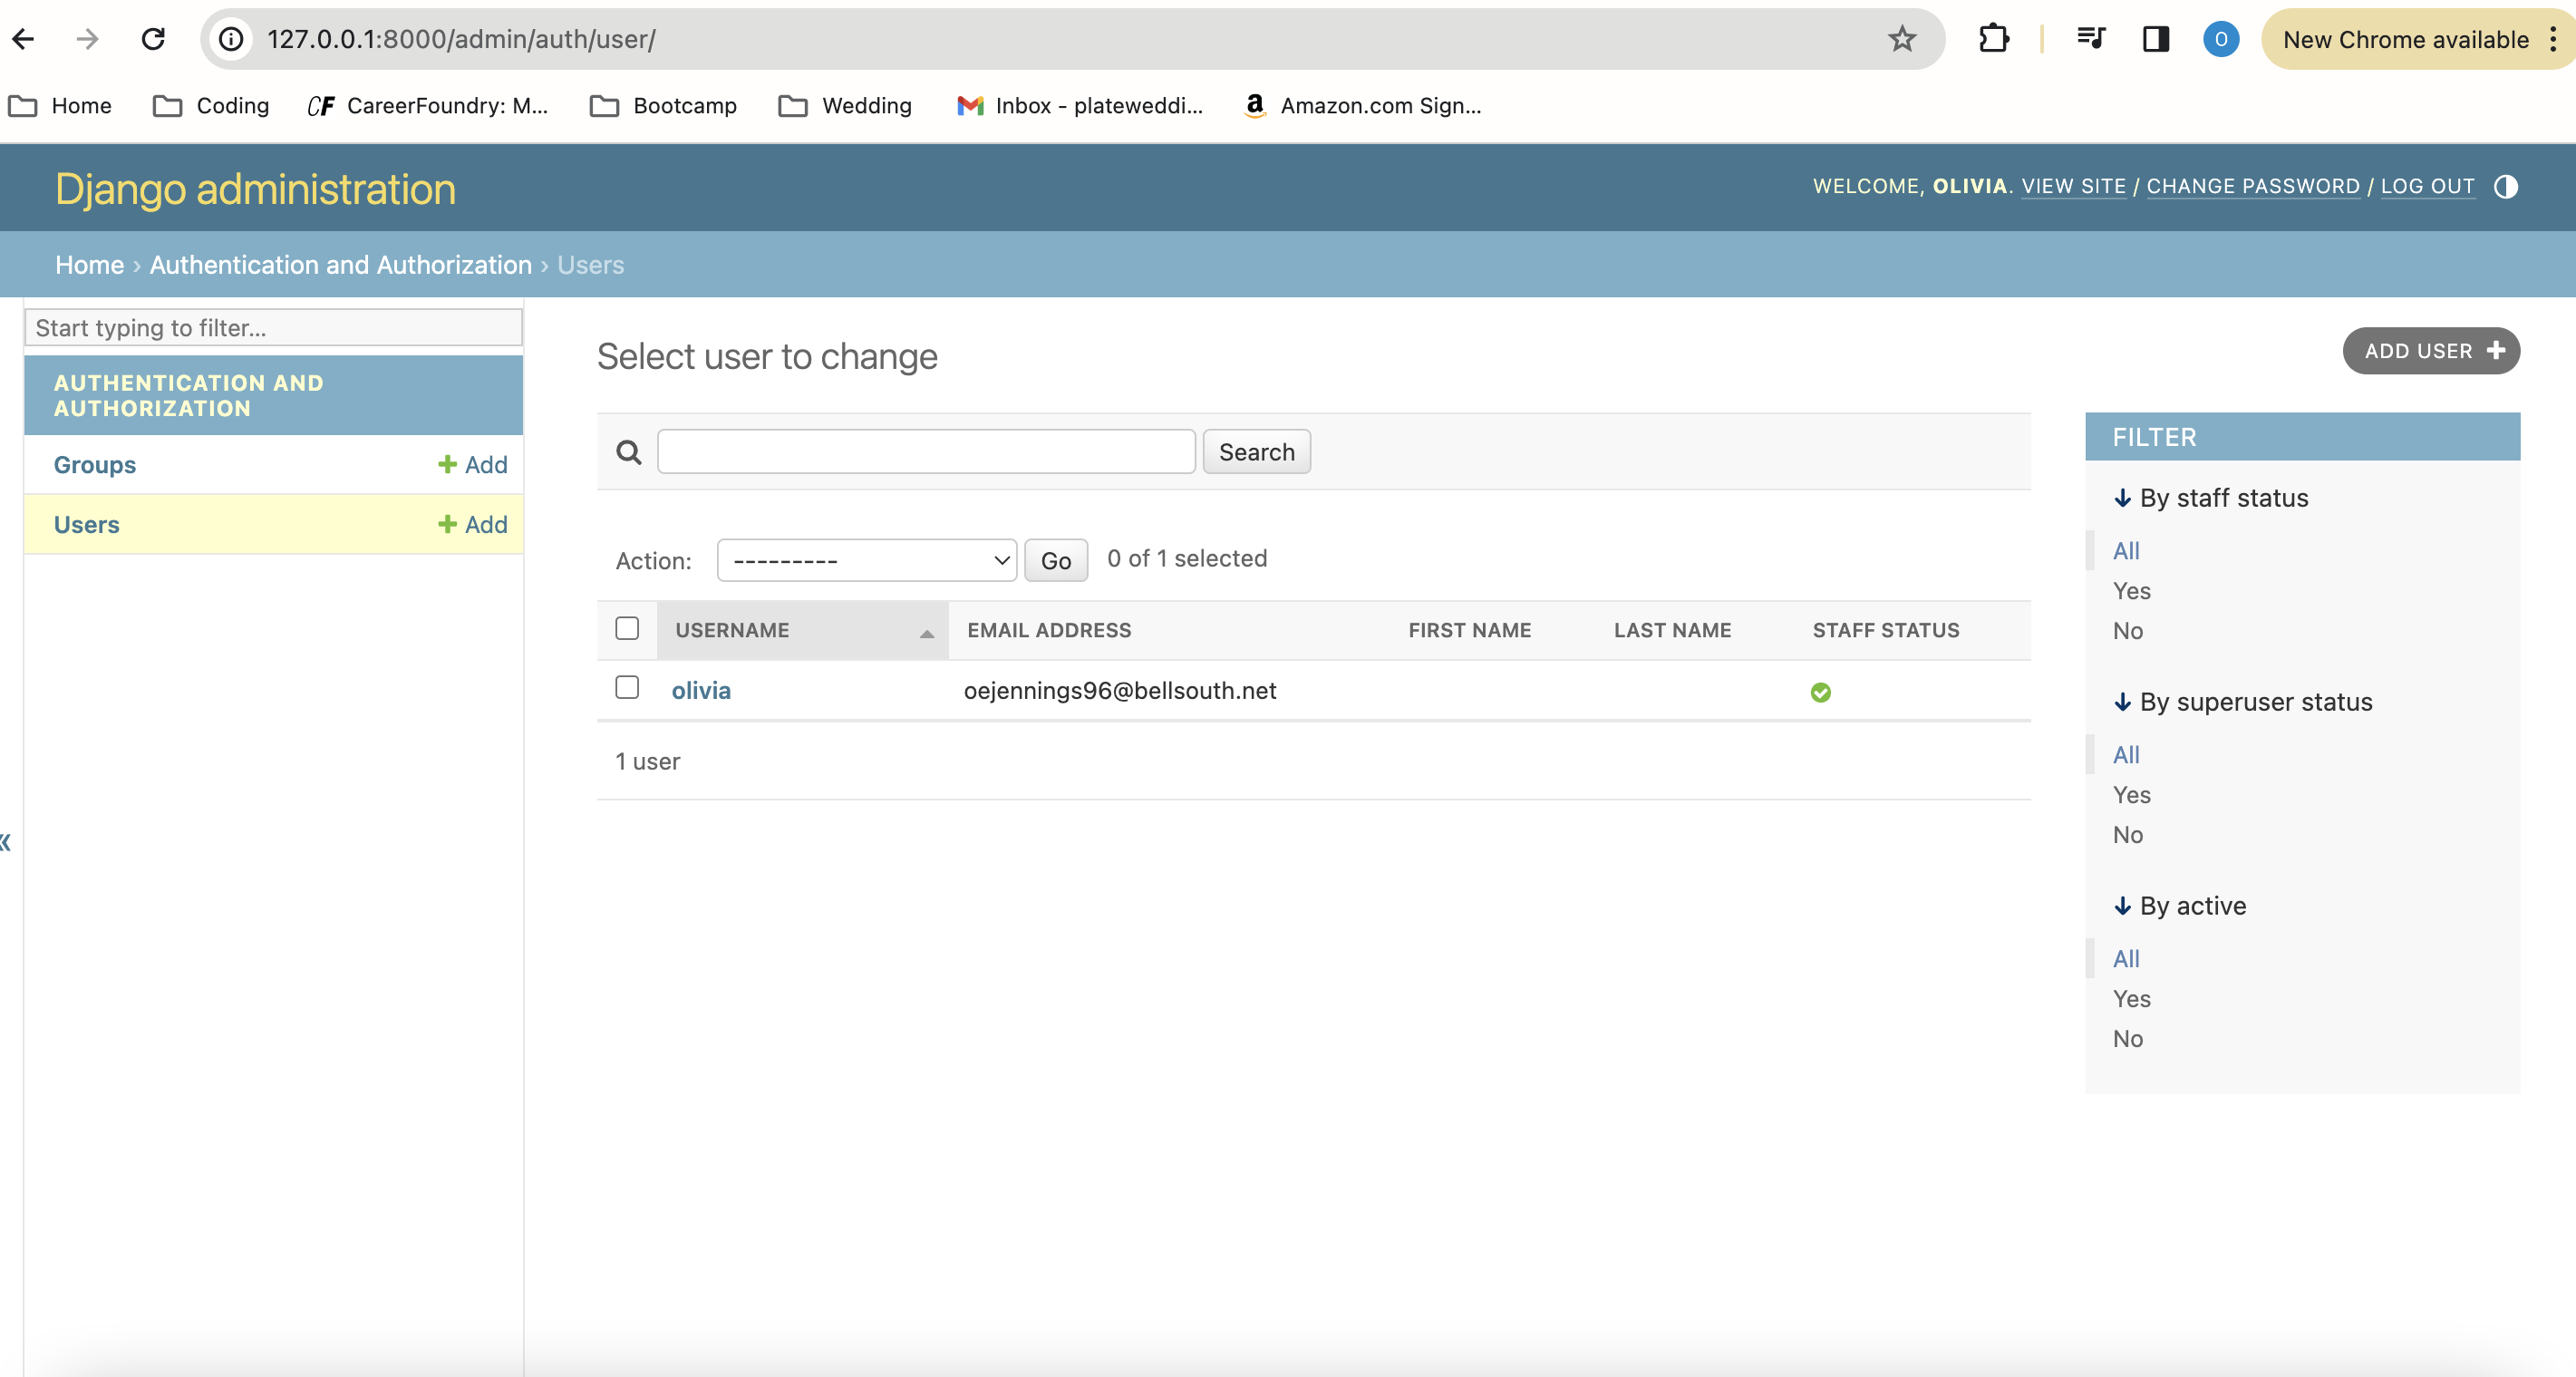 127.0.0.1:8000/admin/auth/user/
O
New Chrome available
Home
Coding
CF CareerFoundry: M...
Bootcamp
Wedding
Inbox - plateweddi...
Amazon.com Sign...
Django administration
WELCOME, OLIVIA. VIEW SITE / CHANGE PASSWORD / LOG OUT
Home › Authentication and Authorization › Users
Start typing to filter...
AUTHENTICATION AND
AUTHORIZATION
Groups + Add
Users + Add
«
Select user to change
ADD USER +
Search
Action: --------- Go 0 of 1 selected
USERNAME EMAIL ADDRESS FIRST NAME LAST NAME STAFF STATUS
olivia oejennings96@bellsouth.net
1 user
FILTER
↓ By staff status
All
Yes
No
↓ By superuser status
All
Yes
No
↓ By active
All
Yes
No